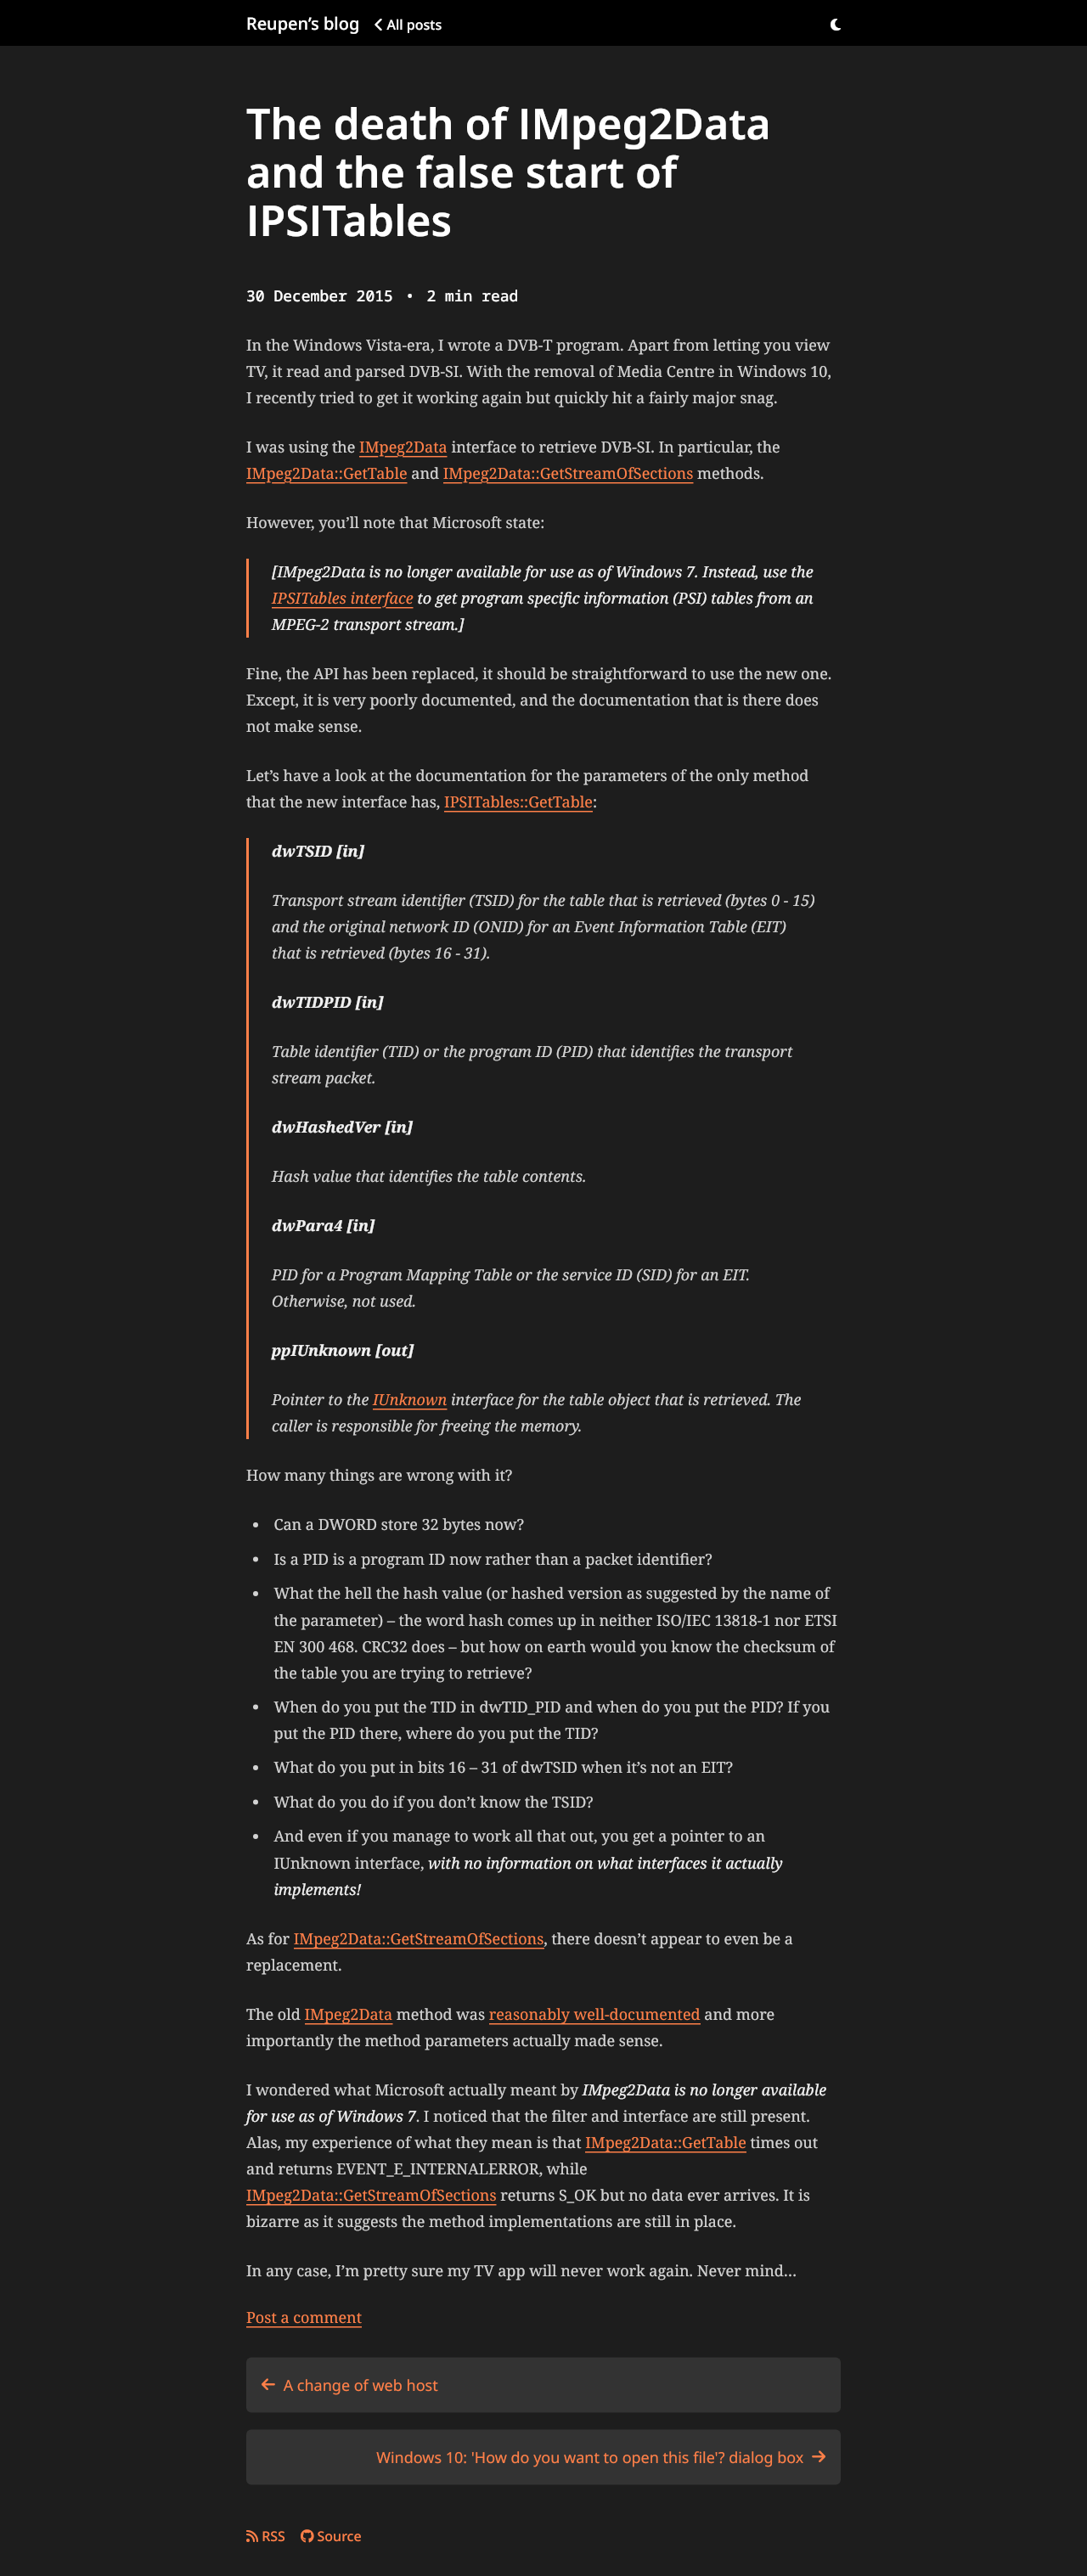 Reupen’s blog All posts
The death of IMpeg2Data
and the false start of
IPSITables
30 December 2015 • 2 min read
In the Windows Vista-era, I wrote a DVB-T program. Apart from letting you view
TV, it read and parsed DVB-SI. With the removal of Media Centre in Windows 10,
I recently tried to get it working again but quickly hit a fairly major snag.
I was using the IMpeg2Data interface to retrieve DVB-SI. In particular, the
IMpeg2Data::GetTable and IMpeg2Data::GetStreamOfSections methods.
However, you’ll note that Microsoft state:
[IMpeg2Data is no longer available for use as of Windows 7. Instead, use the
IPSITables interface to get program specific information (PSI) tables from an
MPEG-2 transport stream.]
Fine, the API has been replaced, it should be straightforward to use the new one.
Except, it is very poorly documented, and the documentation that is there does
not make sense.
Let’s have a look at the documentation for the parameters of the only method
that the new interface has, IPSITables::GetTable:
dwTSID [in]
Transport stream identifier (TSID) for the table that is retrieved (bytes 0 - 15)
and the original network ID (ONID) for an Event Information Table (EIT)
that is retrieved (bytes 16 - 31).
dwTIDPID [in]
Table identifier (TID) or the program ID (PID) that identifies the transport
stream packet.
dwHashedVer [in]
Hash value that identifies the table contents.
dwPara4 [in]
PID for a Program Mapping Table or the service ID (SID) for an EIT.
Otherwise, not used.
ppIUnknown [out]
Pointer to the IUnknown interface for the table object that is retrieved. The
caller is responsible for freeing the memory.
How many things are wrong with it?
• Can a DWORD store 32 bytes now?
• Is a PID is a program ID now rather than a packet identifier?
• What the hell the hash value (or hashed version as suggested by the name of
the parameter) – the word hash comes up in neither ISO/IEC 13818-1 nor ETSI
EN 300 468. CRC32 does – but how on earth would you know the checksum of
the table you are trying to retrieve?
• When do you put the TID in dwTID_PID and when do you put the PID? If you
put the PID there, where do you put the TID?
• What do you put in bits 16 – 31 of dwTSID when it’s not an EIT?
• What do you do if you don’t know the TSID?
• And even if you manage to work all that out, you get a pointer to an
IUnknown interface, with no information on what interfaces it actually
implements!
As for IMpeg2Data::GetStreamOfSections, there doesn’t appear to even be a
replacement.
The old IMpeg2Data method was reasonably well-documented and more
importantly the method parameters actually made sense.
I wondered what Microsoft actually meant by IMpeg2Data is no longer available
for use as of Windows 7. I noticed that the filter and interface are still present.
Alas, my experience of what they mean is that IMpeg2Data::GetTable times out
and returns EVENT_E_INTERNALERROR, while
IMpeg2Data::GetStreamOfSections returns S_OK but no data ever arrives. It is
bizarre as it suggests the method implementations are still in place.
In any case, I’m pretty sure my TV app will never work again. Never mind…
Post a comment
A change of web host
Windows 10: 'How do you want to open this file'? dialog box
RSS Source